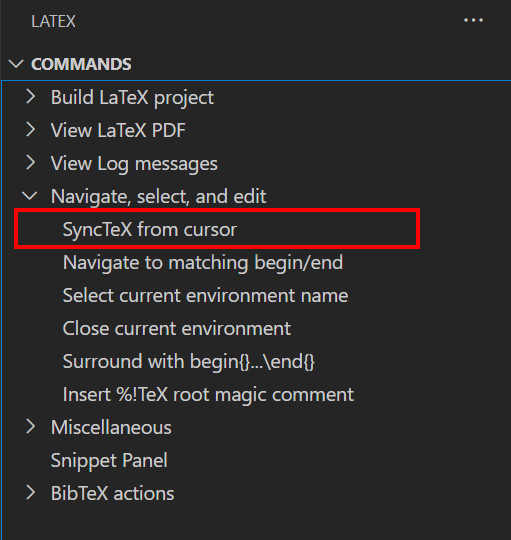 LATEX
COMMANDS
Build LaTeX project
View LaTeX PDF
View Log messages
Navigate, select, and edit
SyncTeX from cursor
Navigate to matching begin/end
Select current environment name
Close current environment
Surround with begin{}...\end{}
Insert %!TeX root magic comment
Miscellaneous
Snippet Panel
BibTeX actions